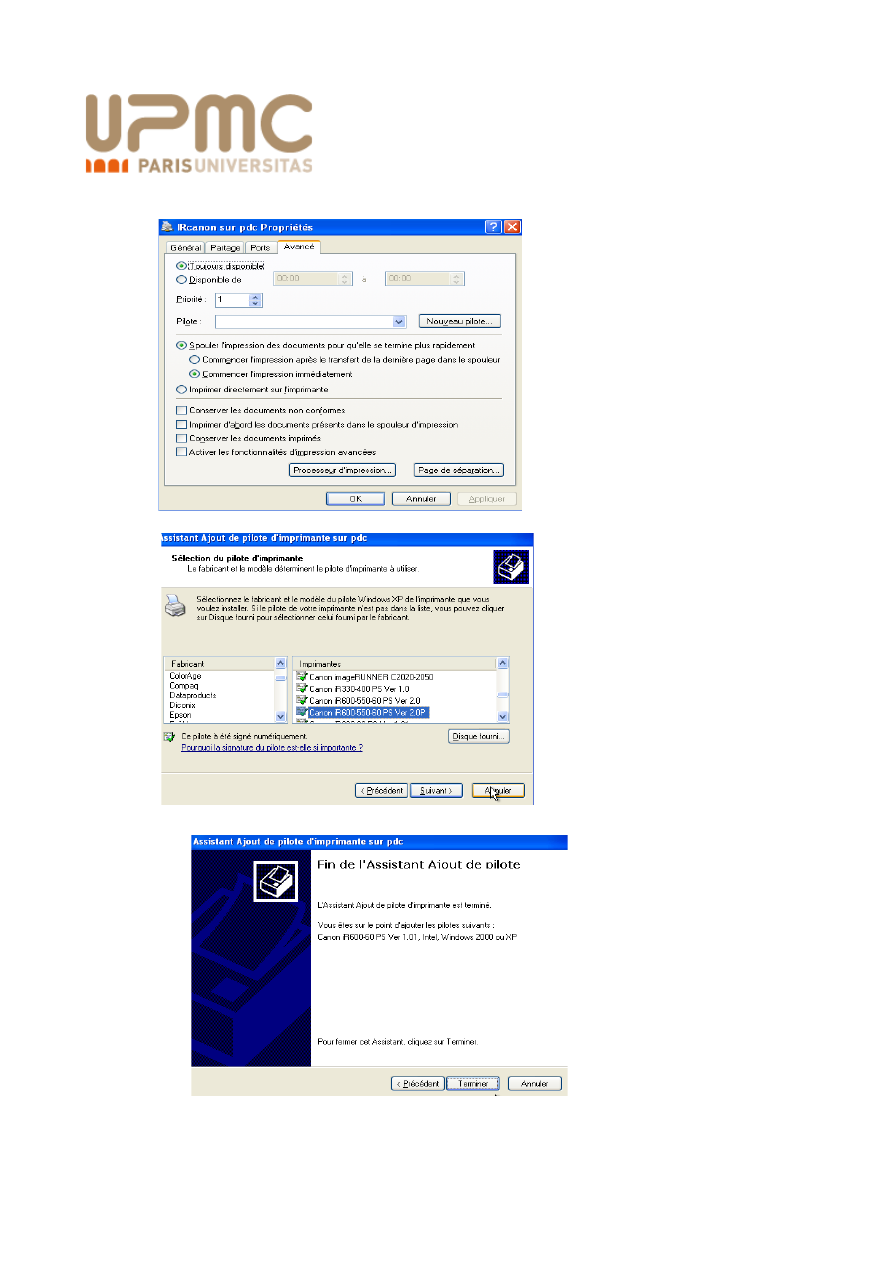 UPMC
PARISUNIVERSITAS
IRcanon sur pdc Propriétés
Général Partage Ports Avancé
Toujours disponible
Disponible de 00:00 à 00:00
Priorité : 1
Pilote : Nouveau pilote...
Spouler l'impression des documents pour qu'elle se termine plus rapidement
Commencer l'impression après le transfert de la dernière page dans le spouleur
Commencer l'impression immédiatement
Imprimer directement sur l'imprimante
Conserver les documents non conformes
Imprimer d'abord les documents présents dans le spouleur d'impression
Conserver les documents imprimés
Activer les fonctionnalités d'impression avancées
Processeur d'impression... Page de séparation...
OK Annuler Appliquer
Assistant Ajout de pilote d'imprimante sur pdc
Sélection du pilote d'imprimante
Le fabricant et le modèle déterminent le pilote d'imprimante à utiliser.
Sélectionnez le fabricant et le modèle du pilote Windows XP de l'imprimante que vous
voulez installer. Si le pilote de votre imprimante n'est pas dans la liste, vous pouvez cliquer
sur Disque fourni pour sélectionner celui fourni par le fabricant.
Fabricant
ColorAge
Compaq
Dataproducts
Diconix
Epson
Imprimantes
Canon imageRUNNER C2020-2050
Canon iR330-400 PS Ver 1.0
Canon iR600-550-60 PS Ver 2.0
Canon iR600-550-60 PS Ver 2.0P
Ce pilote a été signé numériquement.
Disque fourni...
Pourquoi la signature du pilote est-elle si importante ?
< Précédent Suivant > Annuler
Assistant Ajout de pilote d'imprimante sur pdc
Fin de l'Assistant Ajout de pilote
L'Assistant Ajout de pilote d'imprimante est terminé.
Vous êtes sur le point d'ajouter les pilotes suivants :
Canon iR600-60 PS Ver 1.01, Intel, Windows 2000 ou XP
Pour fermer cet Assistant, cliquez sur Terminer.
< Précédent Terminer Annuler